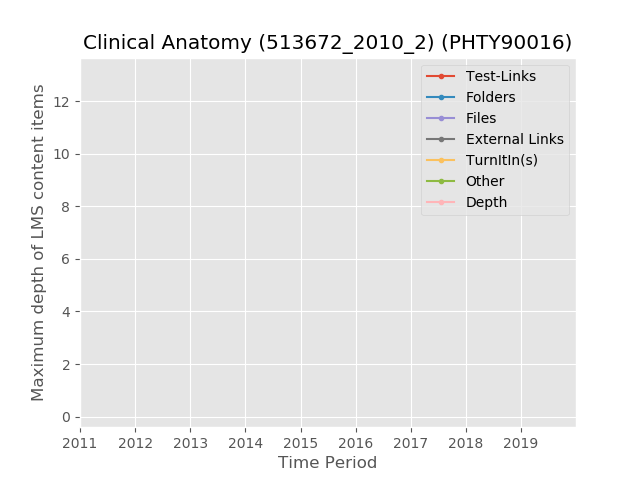 Clinical Anatomy (513672_2010_2) (PHTY90016)
Test-Links
Folders
Files
External Links
TurnItIn(s)
Other
Depth
Maximum depth of LMS content items
12
10
8
6
4
2
0
2011 2012 2013 2014 2015 2016 2017 2018 2019
Time Period